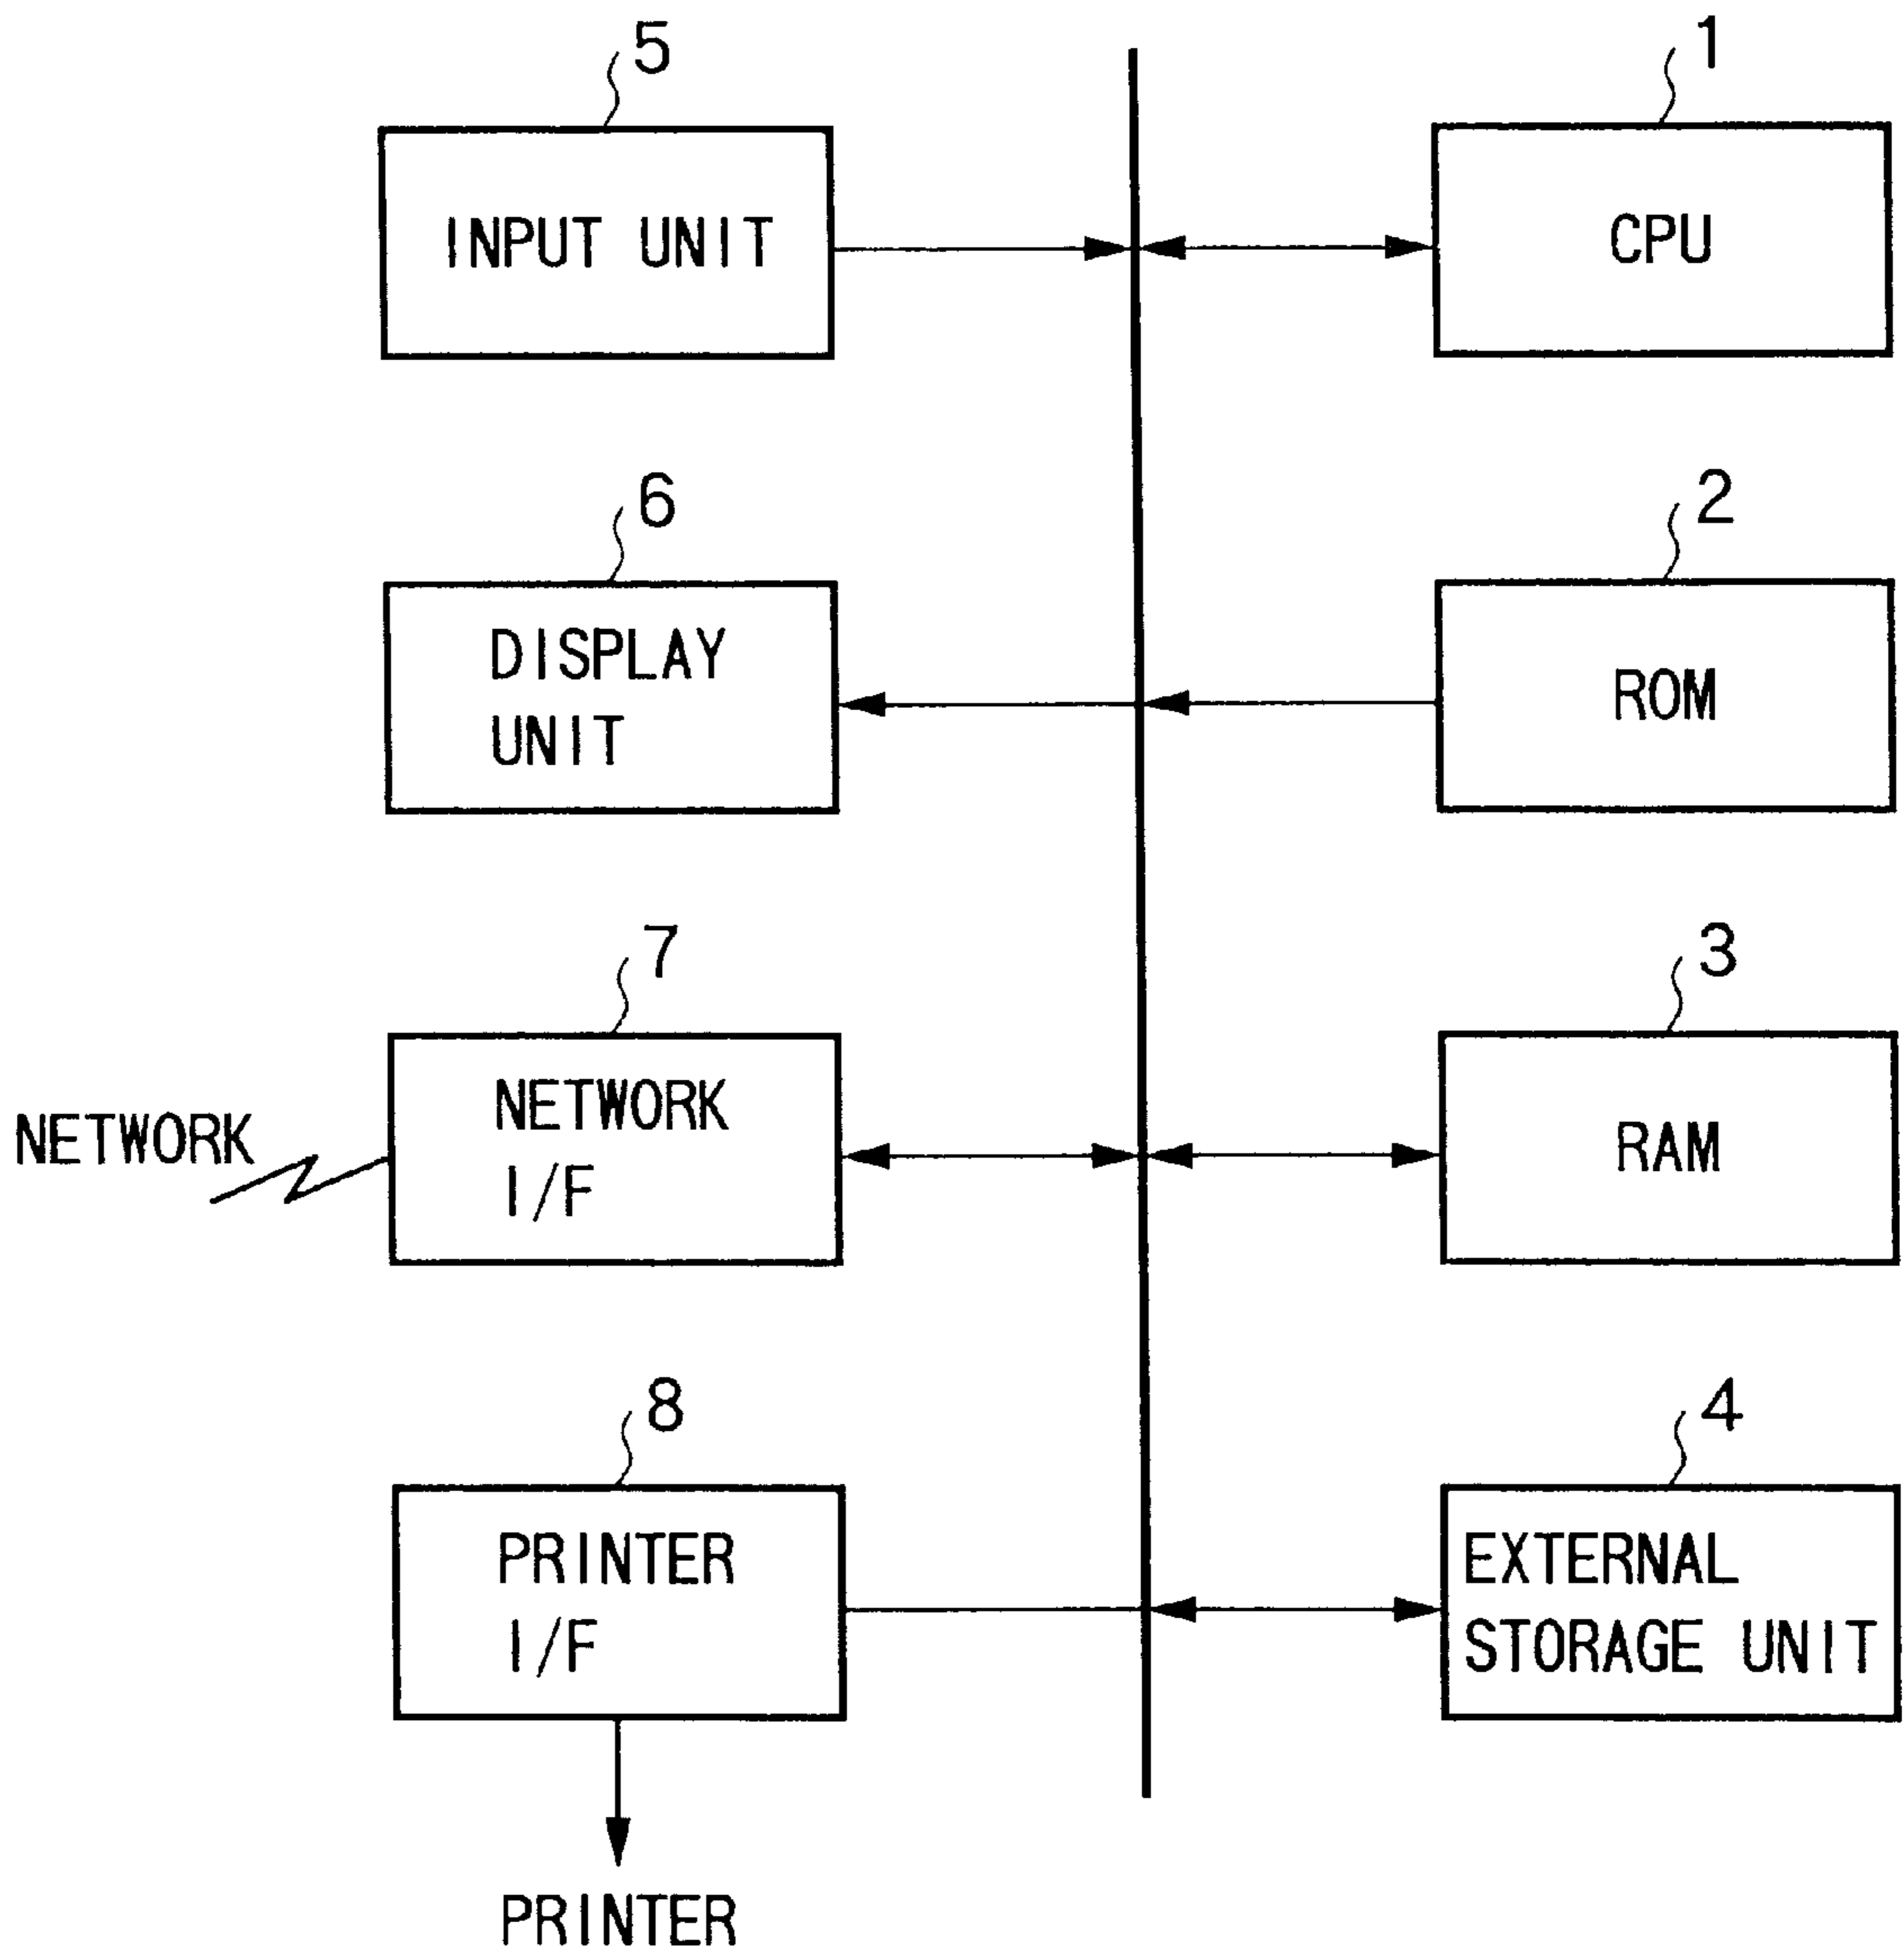 5
INPUT UNIT
1
CPU
6
DISPLAY
UNIT
2
ROM
7
NETWORK
I/F
NETWORK
3
RAM
8
PRINTER
I/F
PRINTER
4
EXTERNAL
STORAGE UNIT